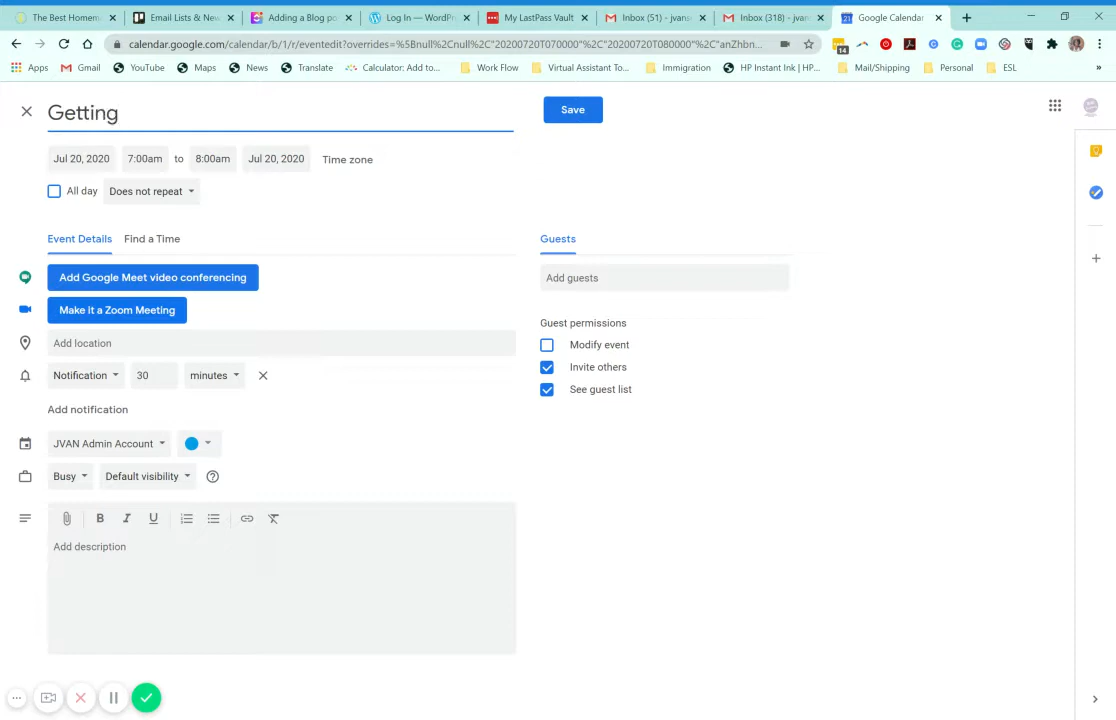 The Best Homem
Email Lists & New
Adding a Blog po
Log In — WordPr
My LastPass Vault
Inbox (51) - jvans
Inbox (318) - jvan
Google Calendar
calendar.google.com/calendar/b/1/r/eventedit?overrides=%5Bnull%2Cnull%2C"20200720T070000"%2C"20200720T080000"%2C"anZhbn...
14
Apps
Gmail
YouTube
Maps
News
Translate
Calculator: Add to...
Work Flow
Virtual Assistant To...
Immigration
HP Instant Ink | HP...
Mail/Shipping
Personal
ESL
»
Getting
Save
Jul 20, 2020
7:00am
to
8:00am
Jul 20, 2020
Time zone
All day
Does not repeat
Event Details
Find a Time
Guests
Add Google Meet video conferencing
Add guests
Make it a Zoom Meeting
Guest permissions
Add location
Modify event
Invite others
Notification
30
minutes
See guest list
Add notification
JVAN Admin Account
Busy
Default visibility
B I U
Add description